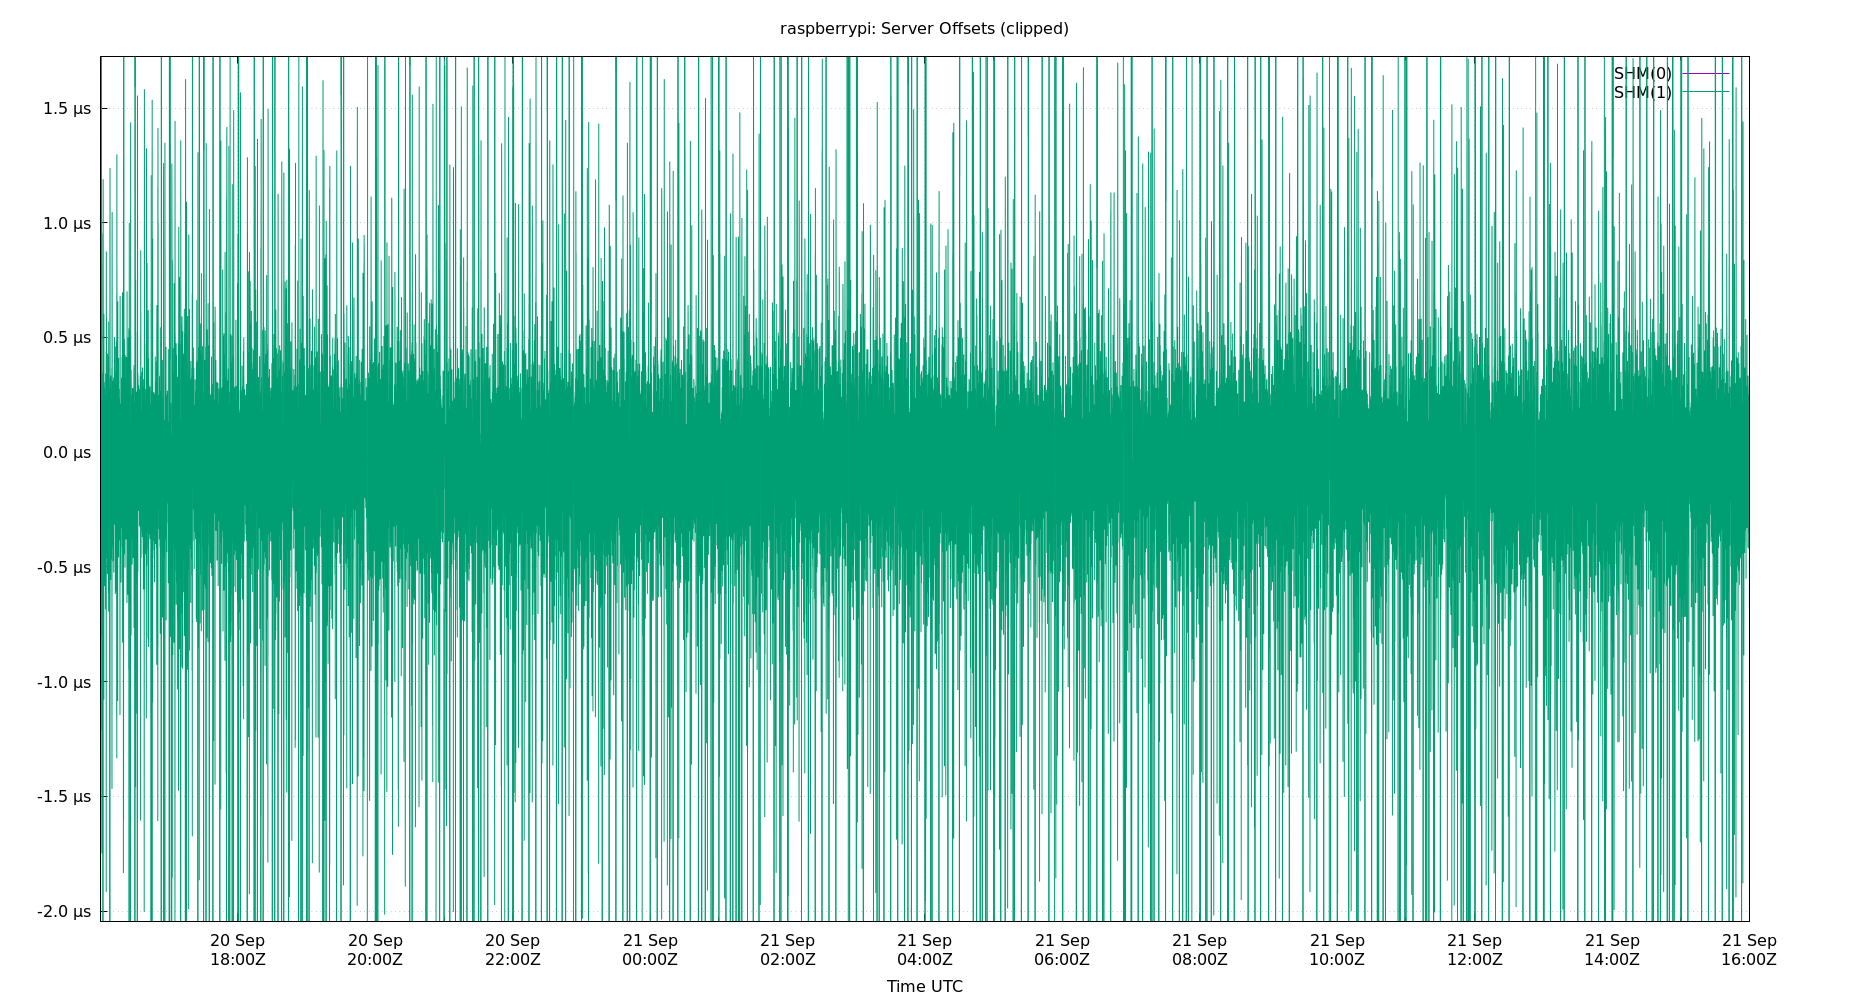 raspberrypi: Server Offsets (clipped)
SHM(0)
SHM(1)
1.5 µs
1.0 µs
0.5 µs
0.0 µs
-0.5 µs
-1.0 µs
-1.5 µs
-2.0 µs
20 Sep 20 Sep 20 Sep 21 Sep 21 Sep 21 Sep 21 Sep 21 Sep 21 Sep 21 Sep 21 Sep 21 Sep
18:00Z 20:00Z 22:00Z 00:00Z 02:00Z 04:00Z 06:00Z 08:00Z 10:00Z 12:00Z 14:00Z 16:00Z
Time UTC